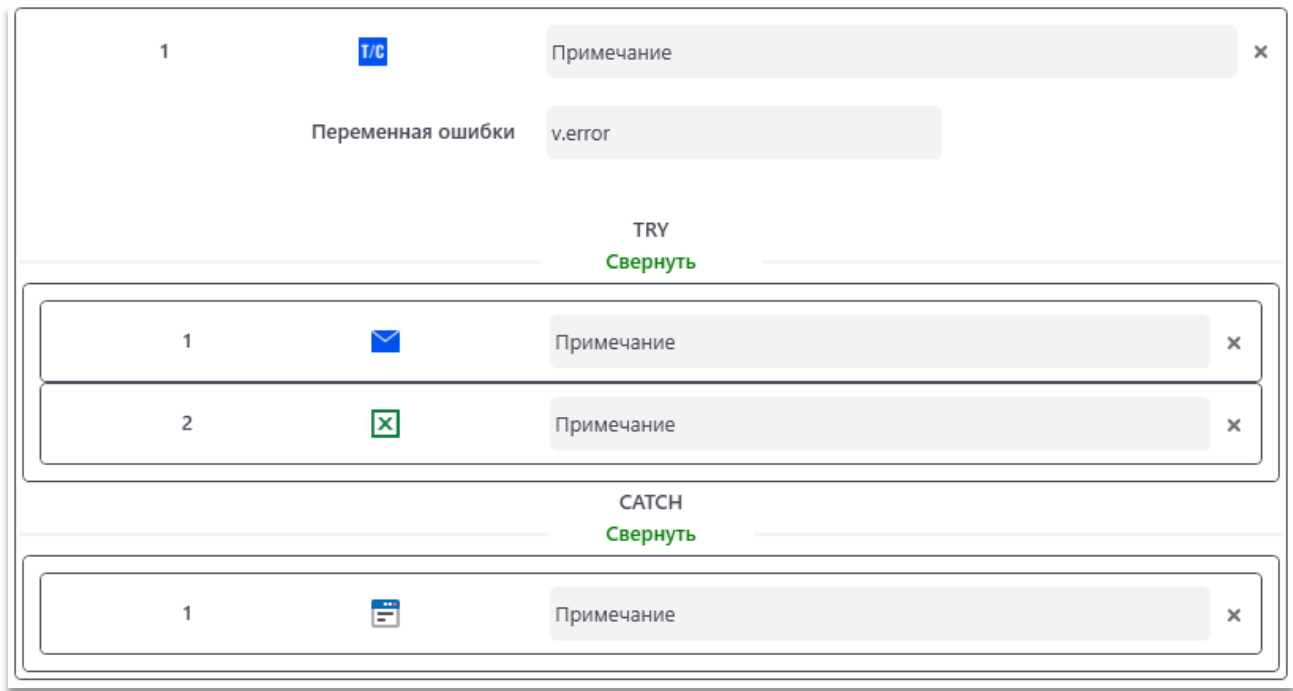 1 T/C Примечание ×
Переменная ошибки v.error
TRY
Свернуть
1 Примечание ×
2 Примечание ×
CATCH
Свернуть
1 Примечание ×